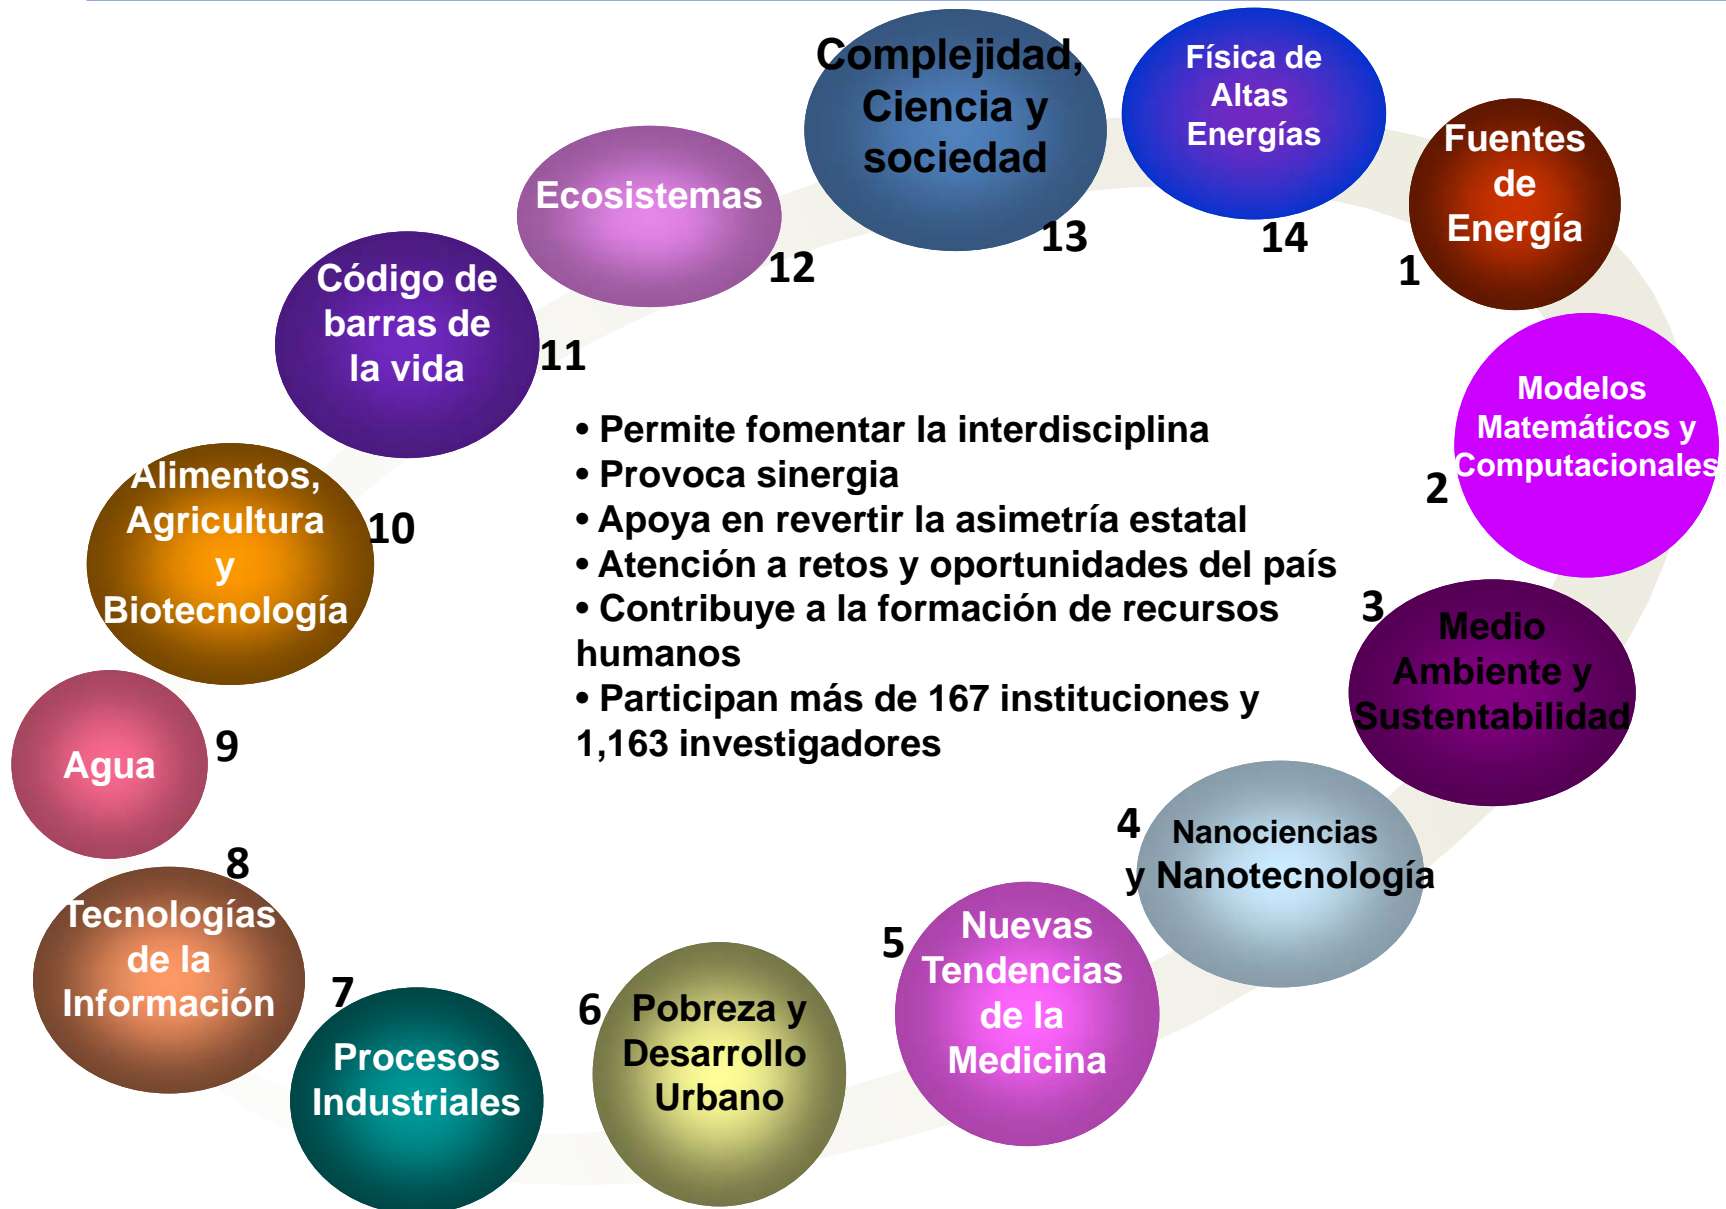 Complejidad,
Ciencia y
sociedad
13
Física de
Altas
Energías
14
Fuentes
de
Energía
1
Modelos
Matemáticos y
Computacionales
2
3
Medio
Ambiente y
Sustentabilidad
4
Nanociencias
y Nanotecnología
5
Nuevas
Tendencias
de la
Medicina
6
Pobreza y
Desarrollo
Urbano
7
Procesos
Industriales
8
Tecnologías
de la
Información
9
Agua
10
Alimentos,
Agricultura
y
Biotecnología
11
Código de
barras de
la vida
12
Ecosistemas
• Permite fomentar la interdisciplina
• Provoca sinergia
• Apoya en revertir la asimetría estatal
• Atención a retos y oportunidades del país
• Contribuye a la formación de recursos
humanos
• Participan más de 167 instituciones y
1,163 investigadores